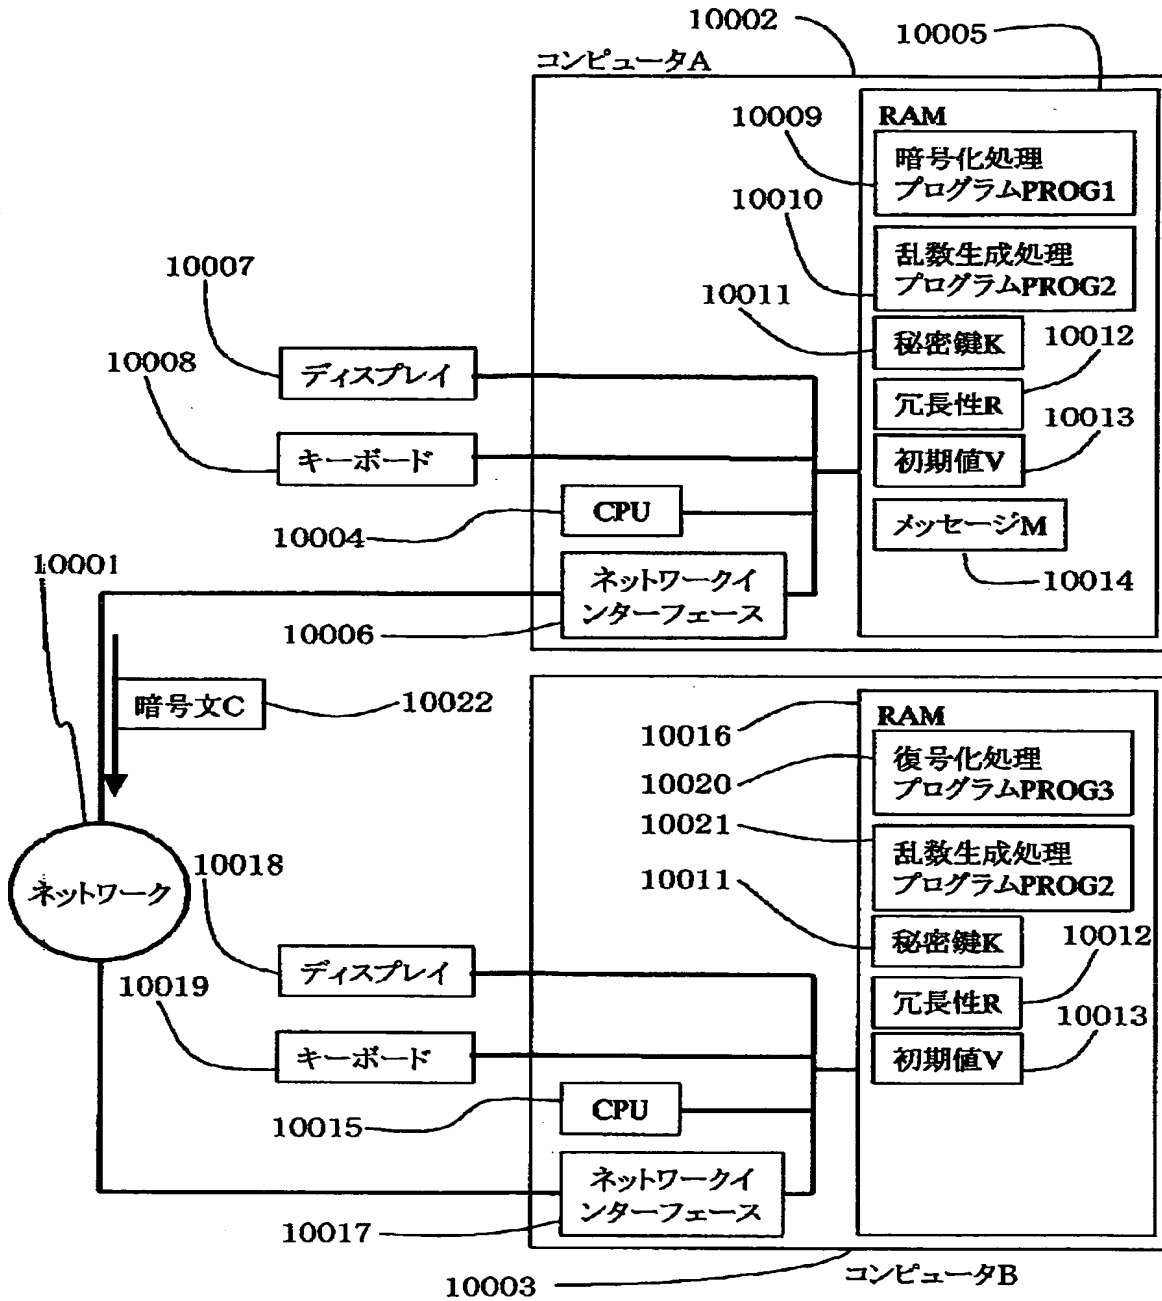 10002
10005
コンピュータA
RAM
10009
暗号化処理
プログラムPROG1
10010
乱数生成処理
プログラムPROG2
10007
10011
秘密鍵K
10012
10008
ディスプレイ
冗長性R
10013
キーボード
初期値V
CPU
10004
メッセージM
10001
ネットワークイ
ンターフェース
10014
10006
暗号文C
10022
10016
RAM
復号化処理
プログラムPROG3
10020
10021
乱数生成処理
プログラムPROG2
10018
10011
ネットワーク
秘密鍵K
10012
ディスプレイ
10019
冗長性R
10013
キーボード
初期値V
CPU
10015
ネットワークイ
ンターフェース
10017
10003
コンピュータB